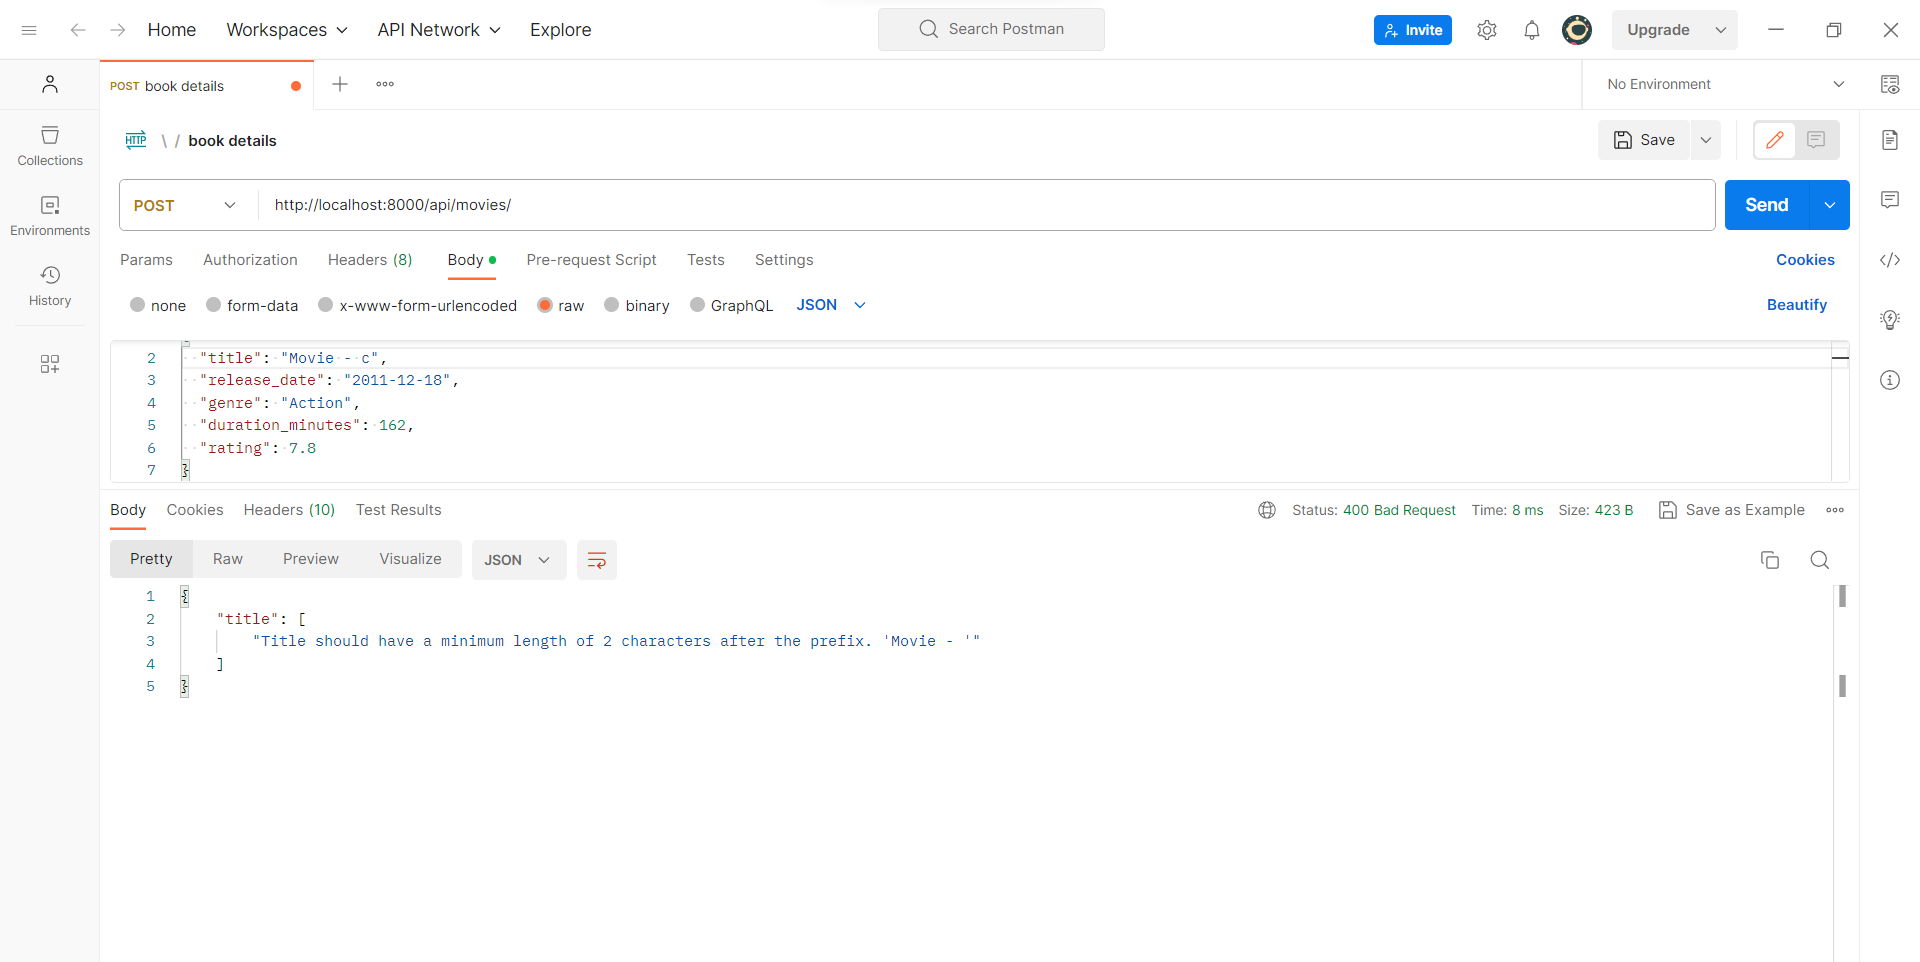 Home Workspaces API Network Explore Search Postman Invite Upgrade
POST book details No Environment
HTTP \ / book details Save
Collections
Environments
History
POST http://localhost:8000/api/movies/ Send
Params Authorization Headers (8) Body Pre-request Script Tests Settings Cookies
none form-data x-www-form-urlencoded raw binary GraphQL JSON Beautify
2 "title": "Movie - c",
3 "release_date": "2011-12-18",
4 "genre": "Action",
5 "duration_minutes": 162,
6 "rating": 7.8
7 }
Body Cookies Headers (10) Test Results Status: 400 Bad Request Time: 8 ms Size: 423 B Save as Example
Pretty Raw Preview Visualize JSON
1 {
2 "title": [
3 "Title should have a minimum length of 2 characters after the prefix. 'Movie - '"
4 ]
5 }